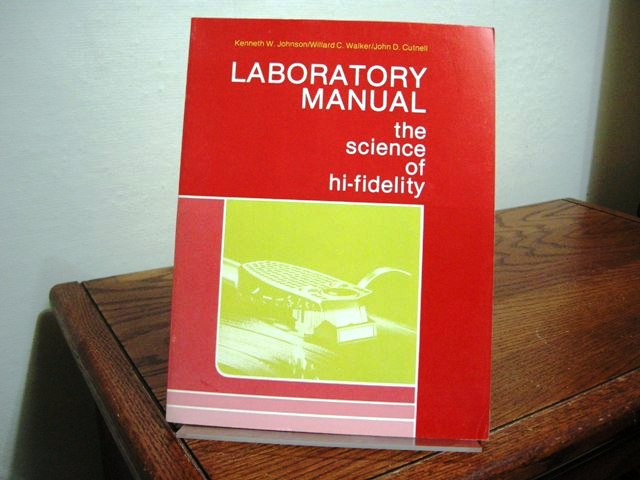 Kenneth W. Johnson/Willard C. Walker/John D. Cutnell
LABORATORY
MANUAL
the
science
of
hi-fidelity